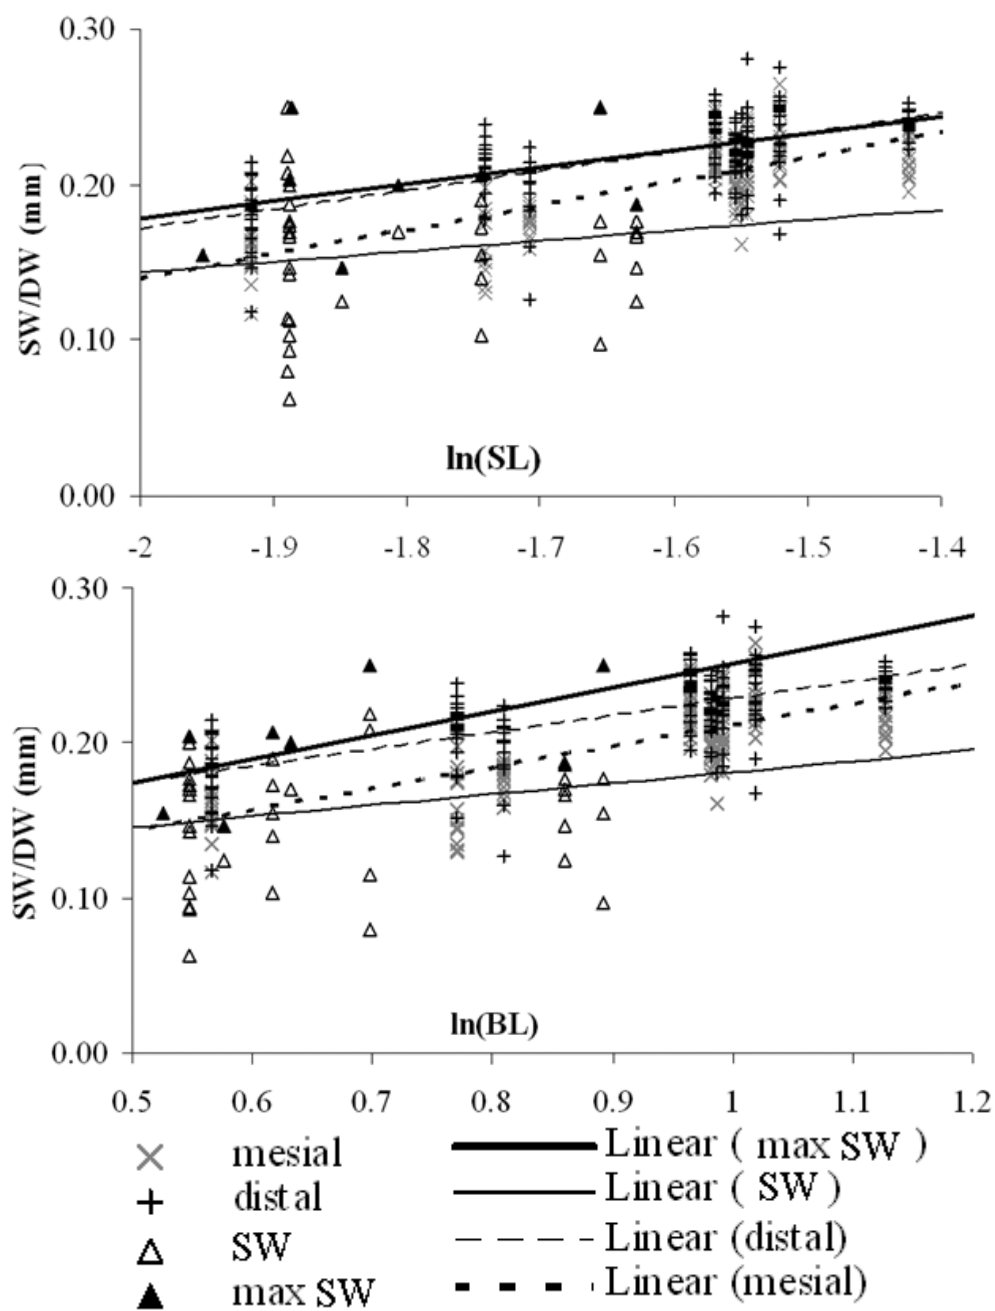 0.30
0.20
0.10
0.00
SW/DW (mm)
ln(SL)
-2 -1.9 -1.8 -1.7 -1.6 -1.5 -1.4
0.30
0.20
0.10
0.00
SW/DW (mm)
ln(BL)
0.5 0.6 0.7 0.8 0.9 1 1.1 1.2
mesial
distal
SW
max SW
Linear ( max SW )
Linear ( SW )
Linear (distal)
Linear (mesial)